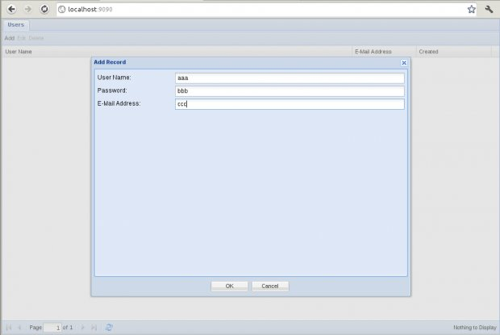 localhost:9090
Users
Add Edit Delete
User Name E-Mail Address Created
Add Record
User Name: aaa
Password: bbb
E-Mail Address: ccc
OK Cancel
Page 1 of 1 Nothing to Display